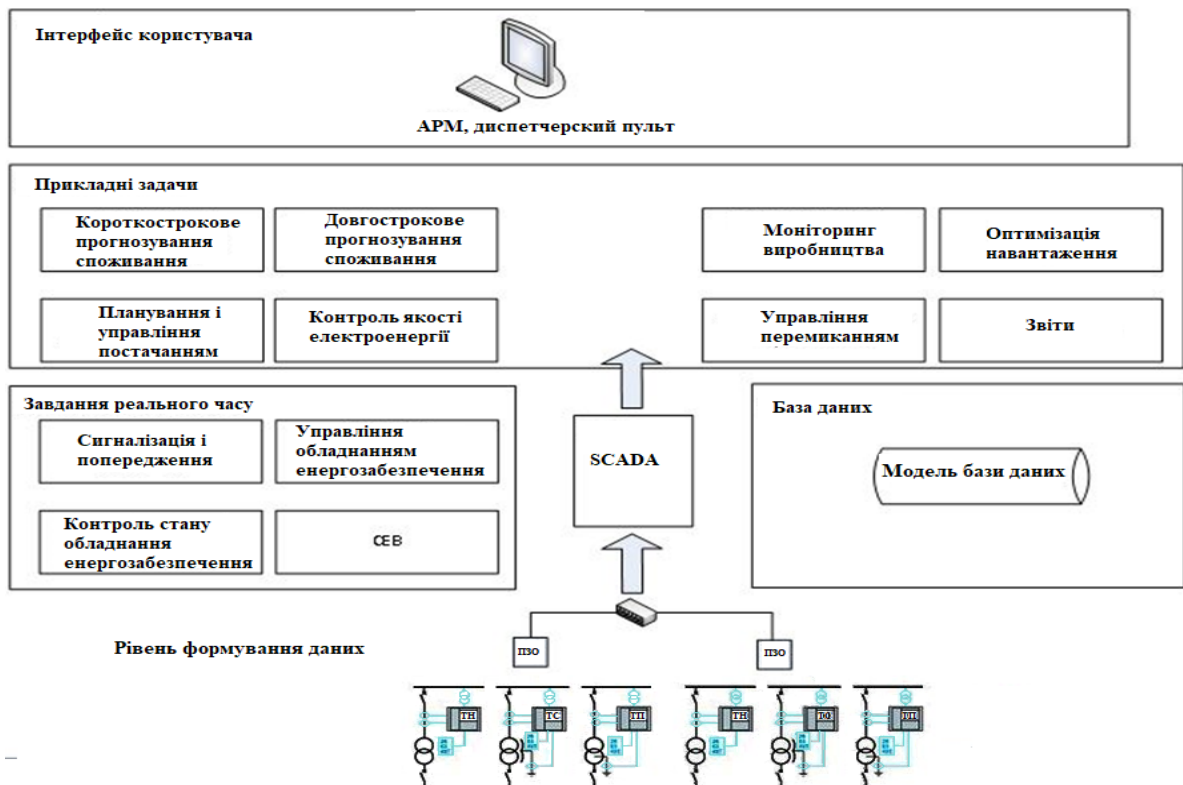 Інтерфейс користувача
АРМ, диспетчерский пульт
Прикладні задачи
Короткострокове
прогнозування
споживання
Довгострокове
прогнозування
споживання
Моніторинг
виробництва
Оптимізація
навантаження
Планування і
управління
постачанням
Контроль якості
електроенергії
Управління
перемиканням
Звіти
Завдання реального часу
Сигналізація і
попередження
Управління
обладнанням
енергозабезпечення
Контроль стану
обладнання
енергозабезпечення
СЕВ
SCADA
База даних
Модель бази даних
Рівень формування даних
ПЗО
ПЗО
ТН
ТС
ТП
ТН